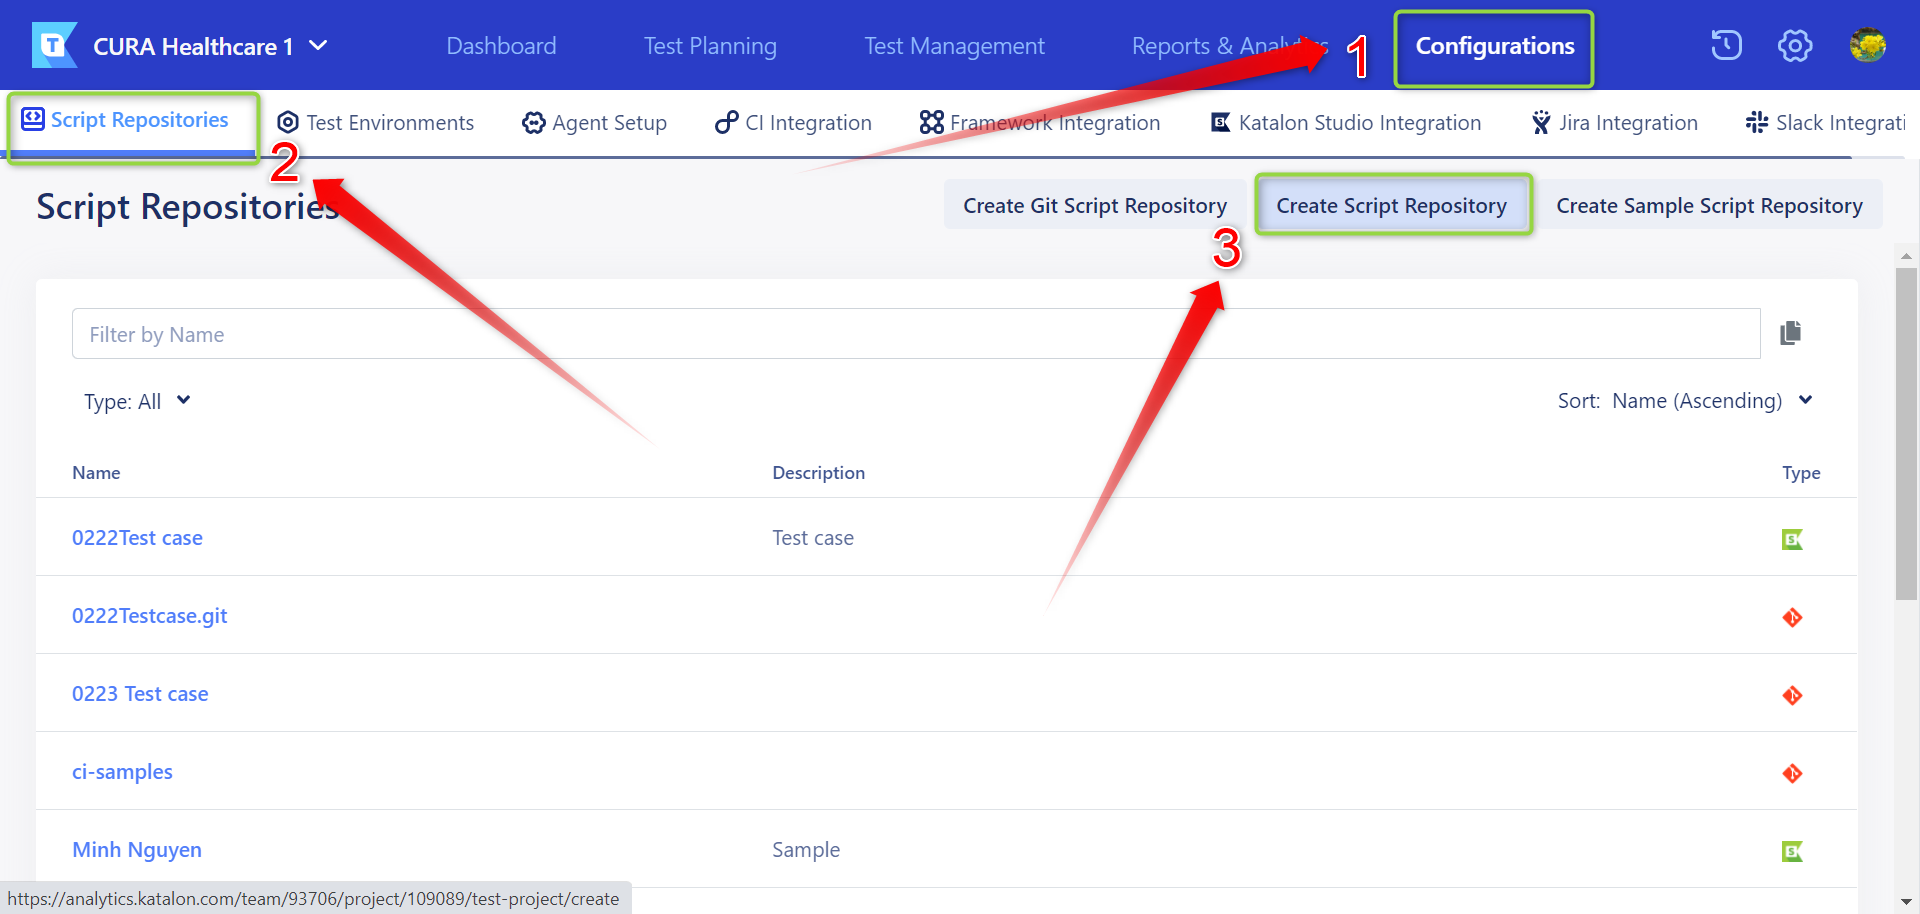 CURA Healthcare 1
Dashboard
Test Planning
Test Management
Reports & Analytics
1
Configurations
Script Repositories
Test Environments
Agent Setup
CI Integration
Framework Integration
Katalon Studio Integration
Jira Integration
Slack Integrati
2
Script Repositories
Create Git Script Repository
Create Script Repository
Create Sample Script Repository
3
Filter by Name
Type: All
Sort: Name (Ascending)
Name
Description
Type
0222Test case
Test case
0222Testcase.git
0223 Test case
ci-samples
Minh Nguyen
Sample
https://analytics.katalon.com/team/93706/project/109089/test-project/create